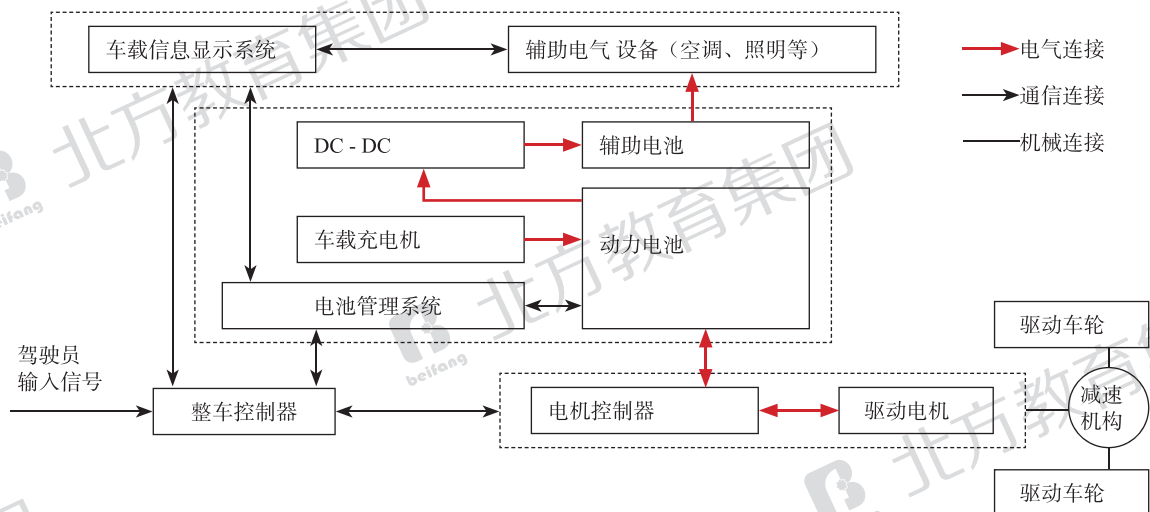 车载信息显示系统
辅助电气 设备（空调、照明等）
电气连接
通信连接
机械连接
DC - DC
辅助电池
车载充电机
动力电池
电池管理系统
驾驶员
输入信号
整车控制器
电机控制器
驱动电机
驱动车轮
减速
机构
驱动车轮
北方教育集团
beifang
北方教育集团
beifang
北方教育集团